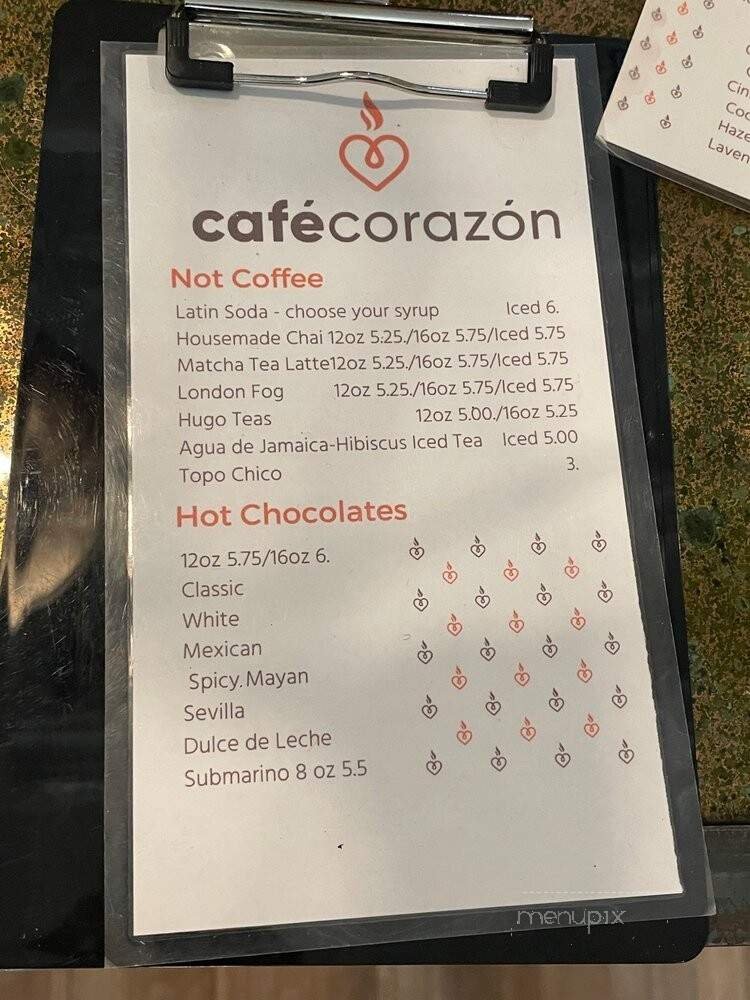 cafécorazón
Not Coffee
Latin Soda - choose your syrup Iced 6.
Housemade Chai 12oz 5.25./16oz 5.75/Iced 5.75
Matcha Tea Latte12oz 5.25./16oz 5.75/Iced 5.75
London Fog 12oz 5.25./16oz 5.75/Iced 5.75
Hugo Teas 12oz 5.00./16oz 5.25
Agua de Jamaica-Hibiscus Iced Tea Iced 5.00
Topo Chico 3.
Hot Chocolates
12oz 5.75/16oz 6.
Classic
White
Mexican
Spicy.Mayan
Sevilla
Dulce de Leche
Submarino 8 oz 5.5
menupix